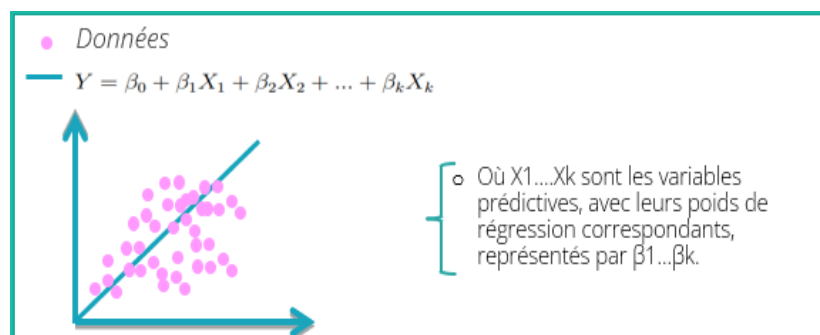 Données
Y = β₀ + β₁X₁ + β₂X₂ + ... + βₖXₖ
Où X1....Xk sont les variables
prédictives, avec leurs poids de
régression correspondants,
représentés par β1...βk.